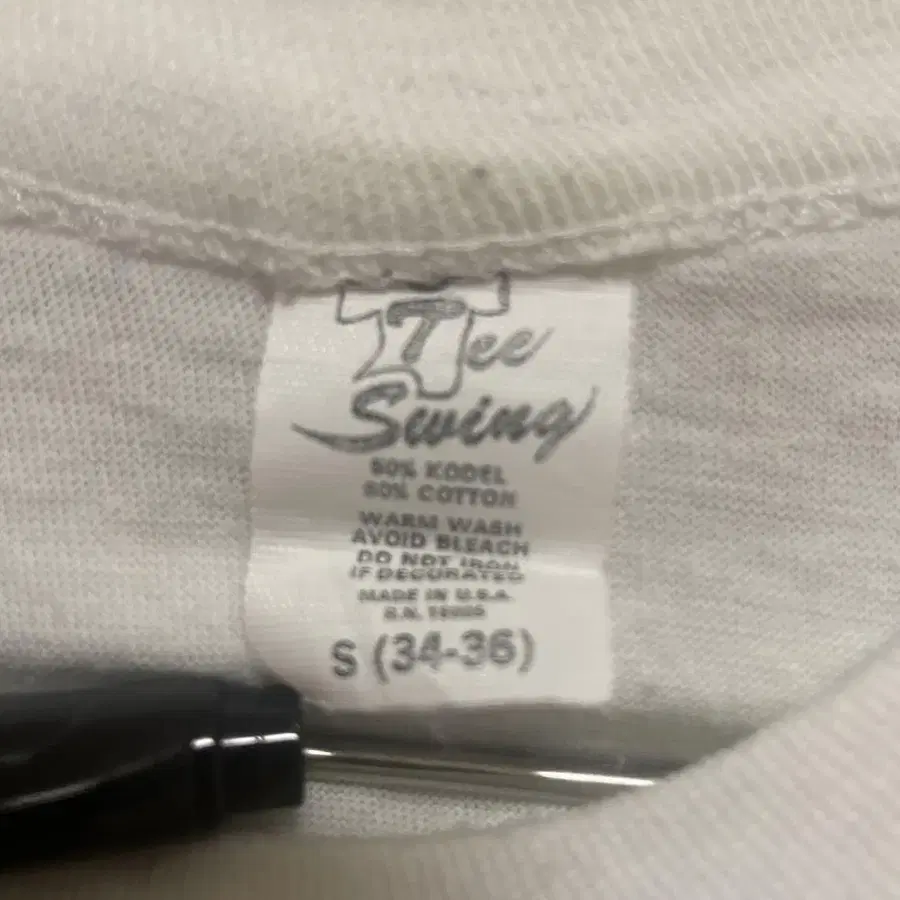 Tee
Swing
50% KODEL
50% COTTON
WARM WASH
AVOID BLEACH
DO NOT IRON
IF DECORATED
MADE IN U.S.A.
R.N.
S (34-36)